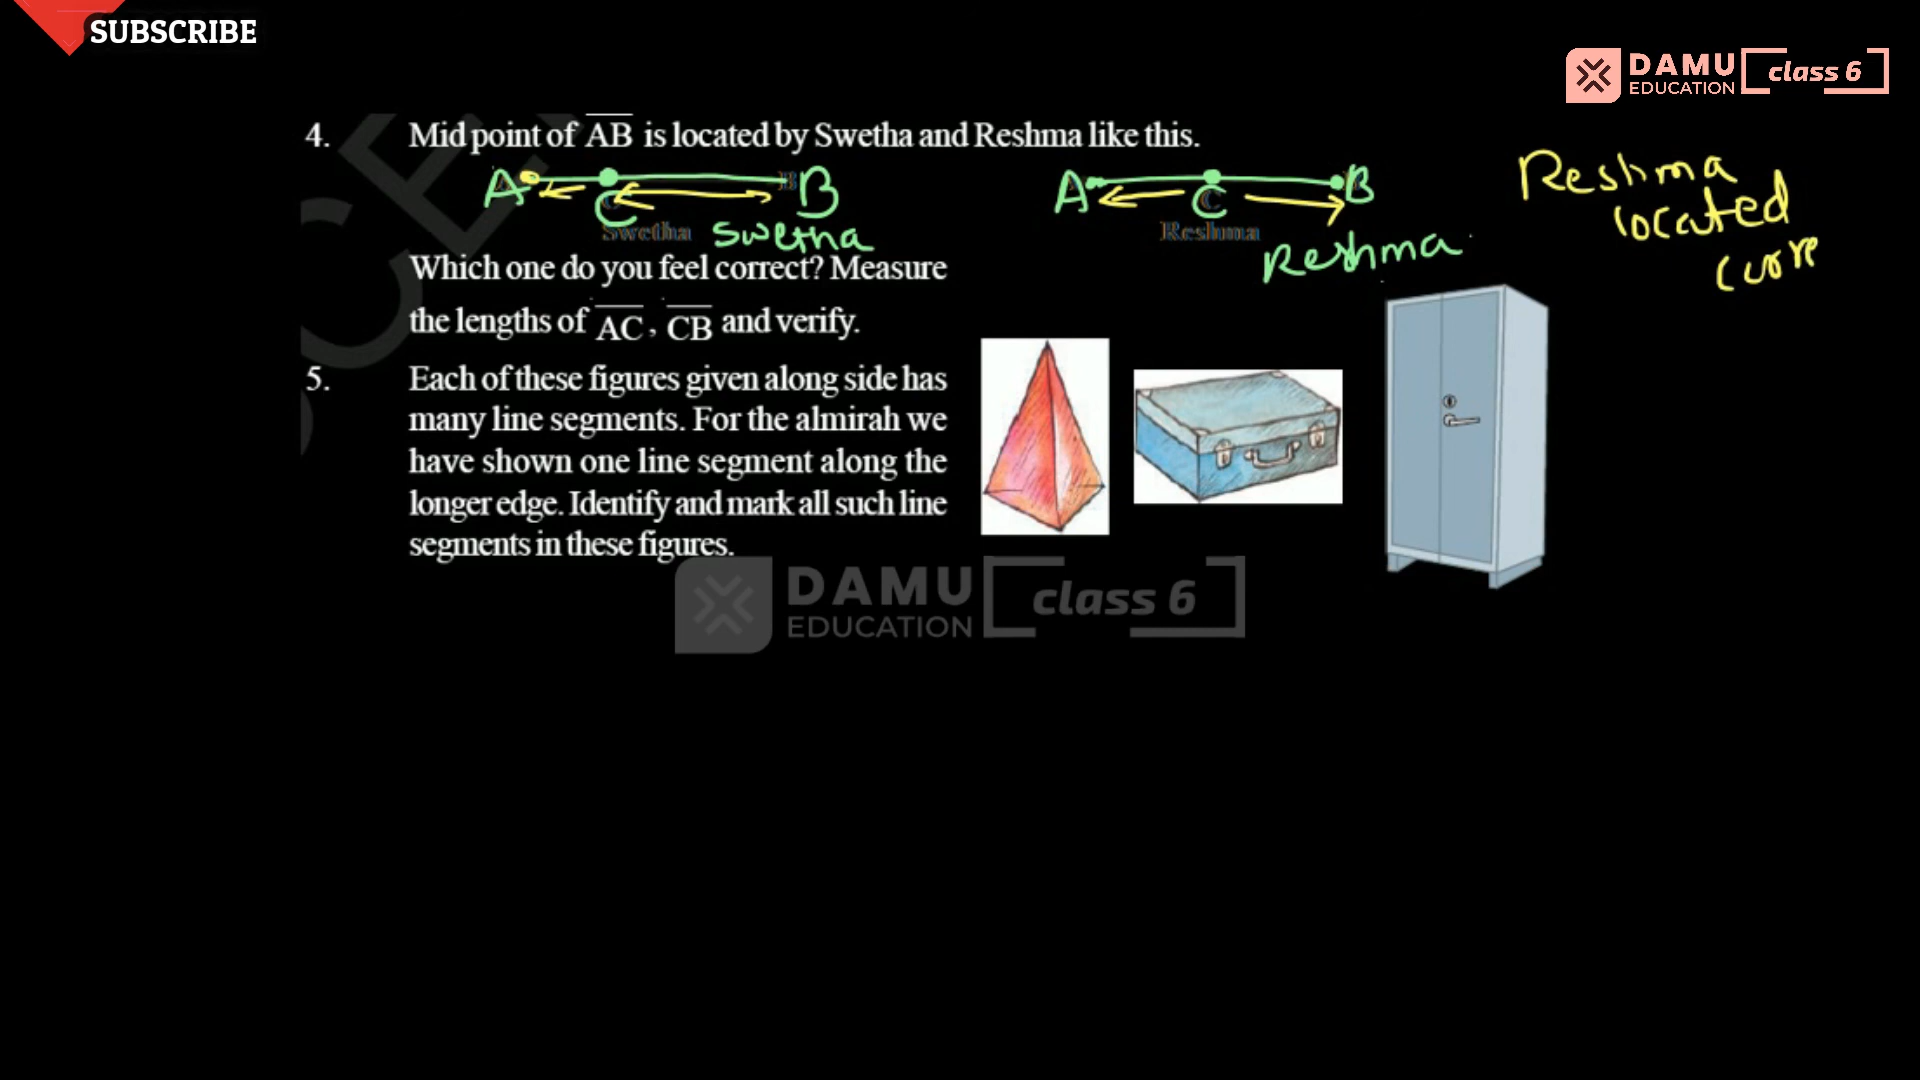 SUBSCRIBE
DAMU
EDUCATION
class 6
4. Mid point of AB is located by Swetha and Reshma like this.
A C B
Swetha
Swetha
A C B
Reshma
Reshma
Reshma
located
Which one do you feel correct? Measure
the lengths of AC, CB and verify.
5. Each of these figures given along side has
many line segments. For the almirah we
have shown one line segment along the
longer edge. Identify and mark all such line
segments in these figures.
DAMU
EDUCATION
class 6